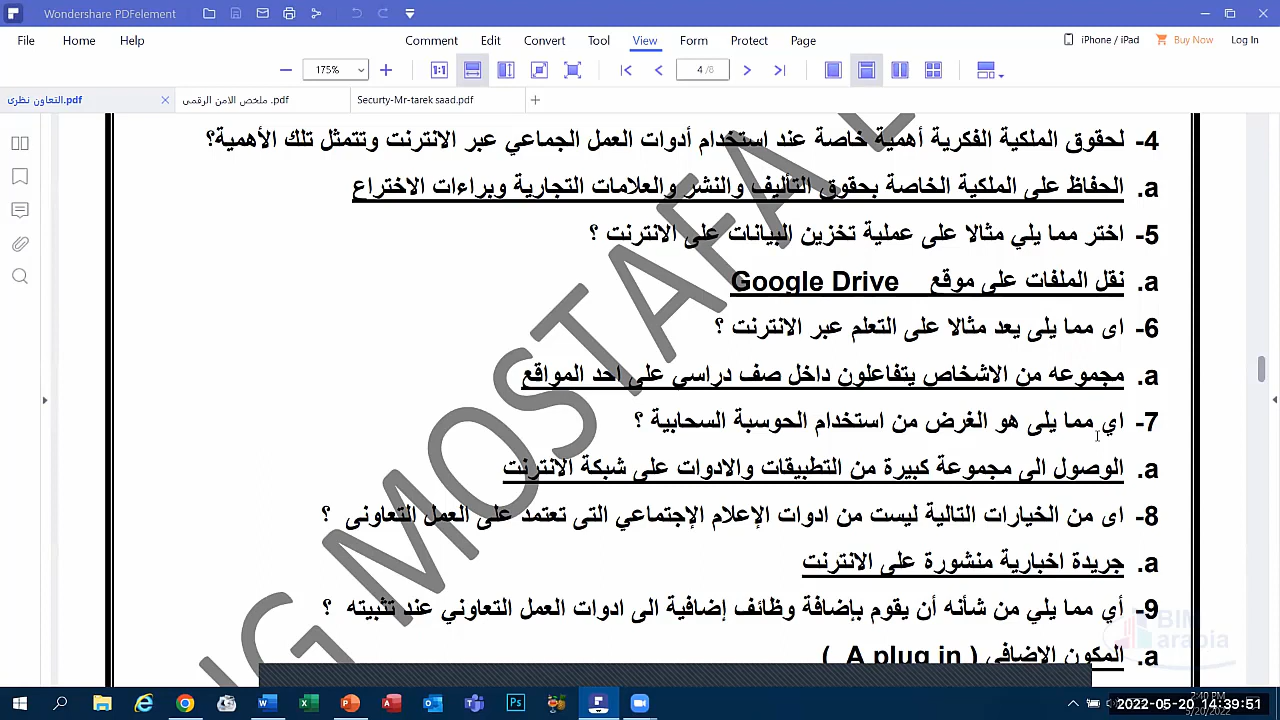 Wondershare PDFelement
File Home Help Comment Edit Convert Tool View Form Protect Page iPhone / iPad Buy Now Log In
175% 1:1 4 /8
التعاون نظرى.pdf ملخص الامن الرقمى .pdf Securty-Mr-tarek saad.pdf
4- لحقوق الملكية الفكرية أهمية خاصة عند استخدام أدوات العمل الجماعي عبر الانترنت وتتمثل تلك الأهمية؟
a. الحفاظ على الملكية الخاصة بحقوق التأليف والنشر والعلامات التجارية وبراءات الاختراع
5- اختر مما يلي مثالا على عملية تخزين البيانات على الانترنت ؟
a. نقل الملفات على موقع Google Drive
6- اى مما يلى يعد مثالا على التعلم عبر الانترنت ؟
a. مجموعه من الاشخاص يتفاعلون داخل صف دراسي على احد المواقع
7- اي مما يلى هو الغرض من استخدام الحوسبة السحابية ؟
a. الوصول الى مجموعة كبيرة من التطبيقات والادوات على شبكة الانترنت
8- اى من الخيارات التالية ليست من ادوات الإعلام الإجتماعي التى تعتمد على العمل التعاونى ؟
a. جريدة اخبارية منشورة على الانترنت
9- أي مما يلي من شأنه أن يقوم بإضافة وظائف إضافية الى ادوات العمل التعاوني عند تثبيته ؟
a. المكون الاضافي ( A plug in )
NG MOSTAFA
BIM
arabia
2022-05-20 14:39:51